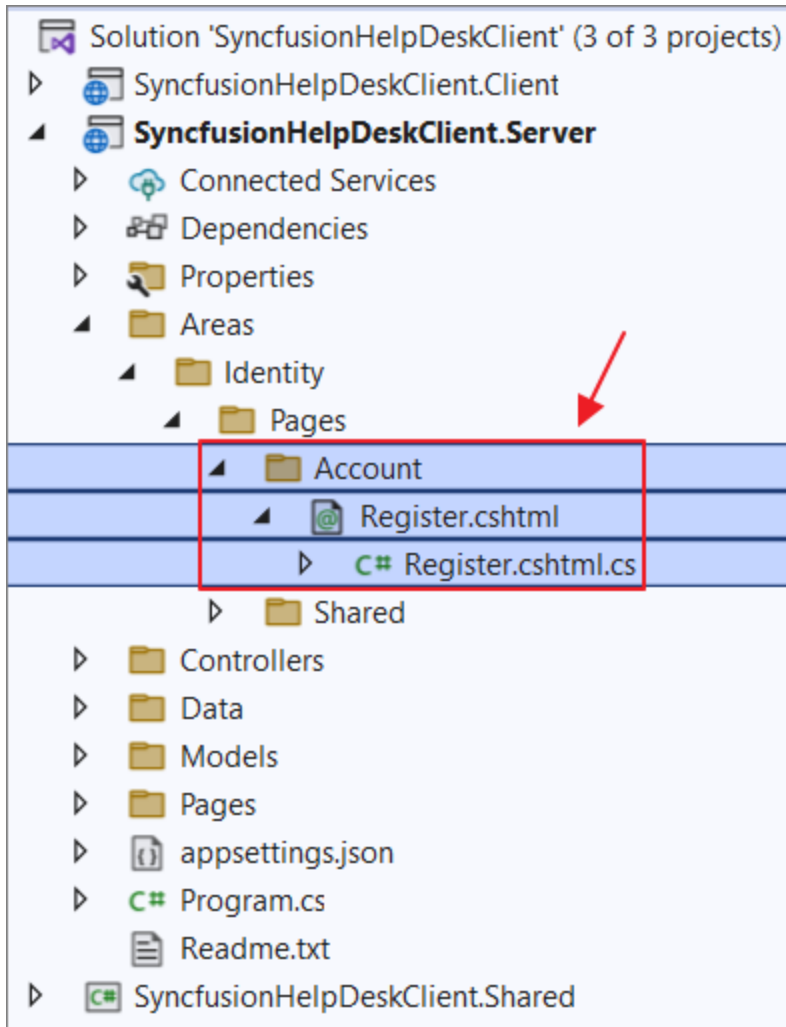 Solution 'SyncfusionHelpDeskClient' (3 of 3 projects)
SyncfusionHelpDeskClient.Client
SyncfusionHelpDeskClient.Server
Connected Services
Dependencies
Properties
Areas
Identity
Pages
Account
@ Register.cshtml
C# Register.cshtml.cs
Shared
Controllers
Data
Models
Pages
appsettings.json
C# Program.cs
Readme.txt
C# SyncfusionHelpDeskClient.Shared